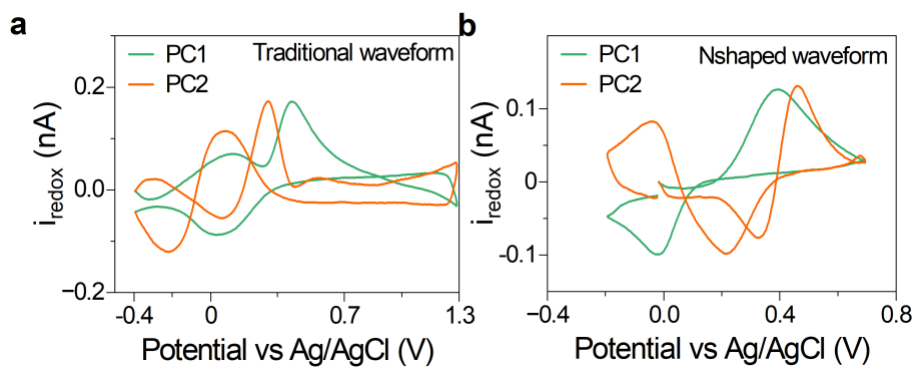 a
PC1
PC2
Traditional waveform
0.2
0.0
−0.2
i redox (nA)
-0.4
0
0.7
1.3
Potential vs Ag/AgCl (V)
b
PC1
PC2
Nshaped waveform
0.1
0
-0.1
i redox (nA)
−0.4
0.0
0.4
0.8
Potential vs Ag/AgCl (V)